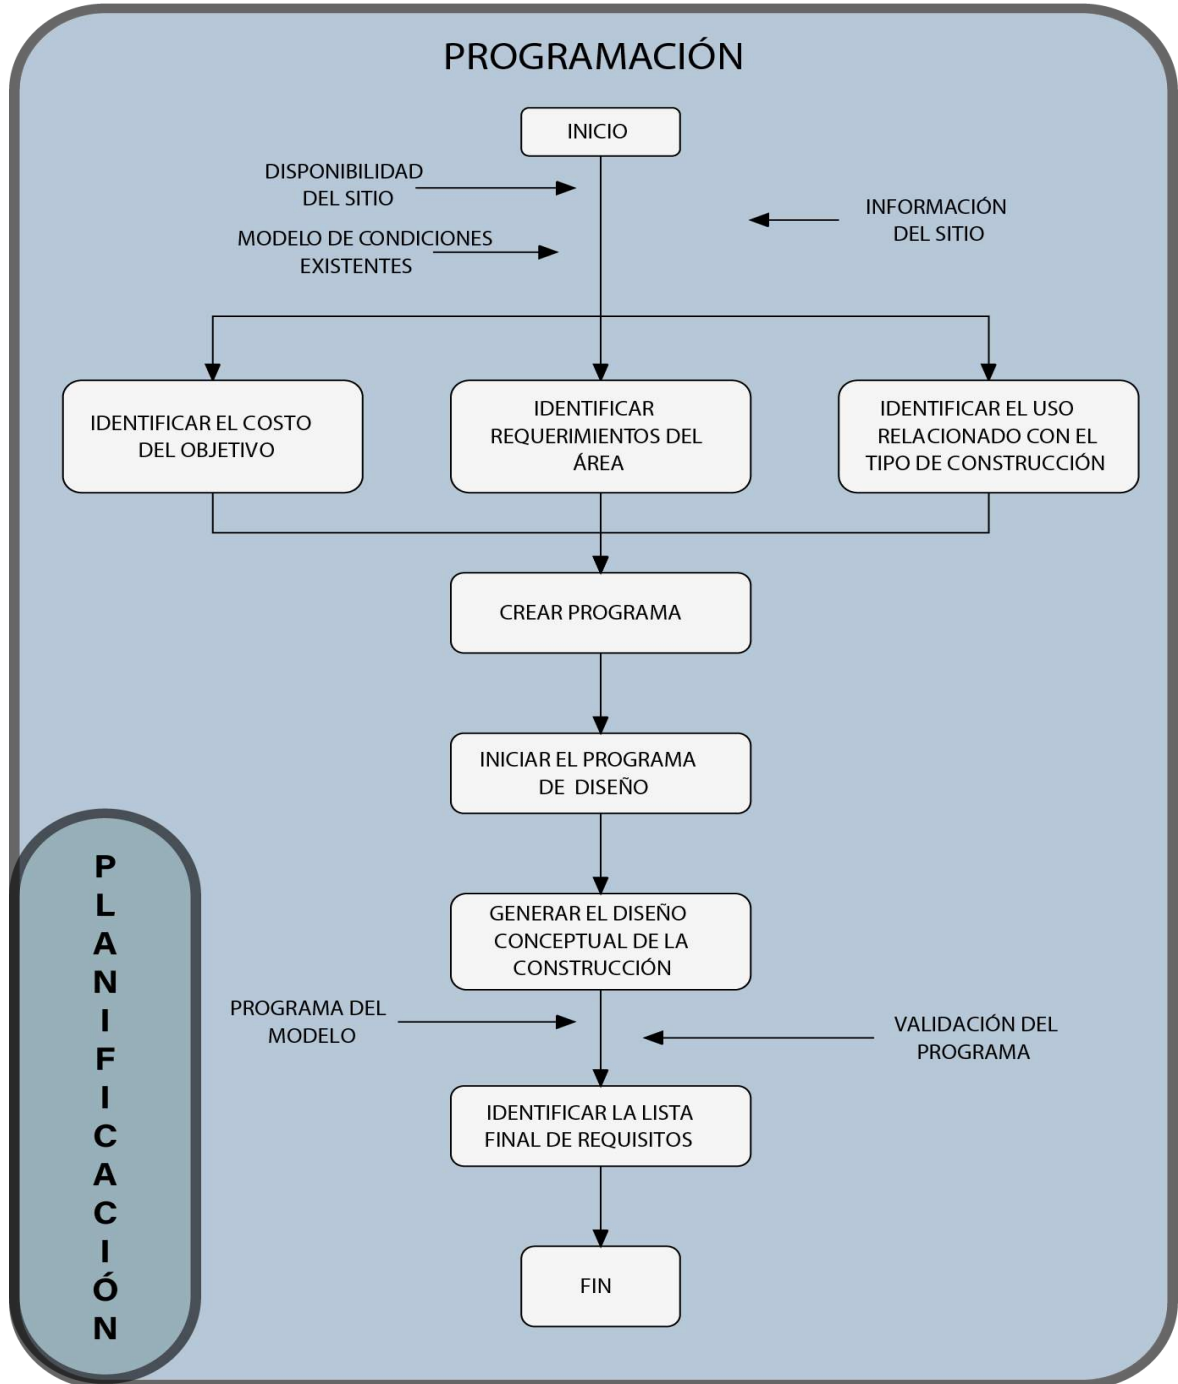 PROGRAMACIÓN
INICIO
DISPONIBILIDAD
DEL SITIO
INFORMACIÓN
DEL SITIO
MODELO DE CONDICIONES
EXISTENTES
IDENTIFICAR EL COSTO
DEL OBJETIVO
IDENTIFICAR
REQUERIMIENTOS DEL
ÁREA
IDENTIFICAR EL USO
RELACIONADO CON EL
TIPO DE CONSTRUCCIÓN
CREAR PROGRAMA
INICIAR EL PROGRAMA
DE DISEÑO
GENERAR EL DISEÑO
CONCEPTUAL DE LA
CONSTRUCCIÓN
PROGRAMA DEL
MODELO
VALIDACIÓN DEL
PROGRAMA
IDENTIFICAR LA LISTA
FINAL DE REQUISITOS
FIN
PLANIFICACIÓN